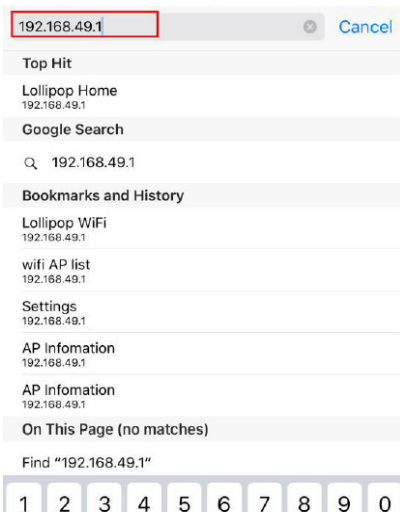 192.168.49.1 Cancel
Top Hit
Lollipop Home
192.168.49.1
Google Search
192.168.49.1
Bookmarks and History
Lollipop WiFi
192.168.49.1
wifi AP list
192.168.49.1
Settings
192.168.49.1
AP Infomation
192.168.49.1
AP Infomation
192.168.49.1
On This Page (no matches)
Find "192.168.49.1"
1 2 3 4 5 6 7 8 9 0